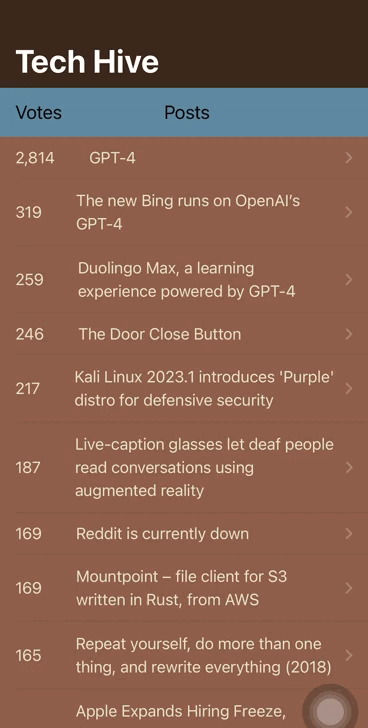 Tech Hive
Votes Posts
2,814 GPT-4
The new Bing runs on OpenAI's
319
GPT-4
Duolingo Max, a learning
259
experience powered by GPT-4
246 The Door Close Button
Kali Linux 2023.1 introduces 'Purple'
217
distro for defensive security
Live-caption glasses let deaf people
187 read conversations using
augmented reality
169 Reddit is currently down
Mountpoint – file client for S3
169
written in Rust, from AWS
Repeat yourself, do more than one
165
thing, and rewrite everything (2018)
Apple Expands Hiring Freeze,